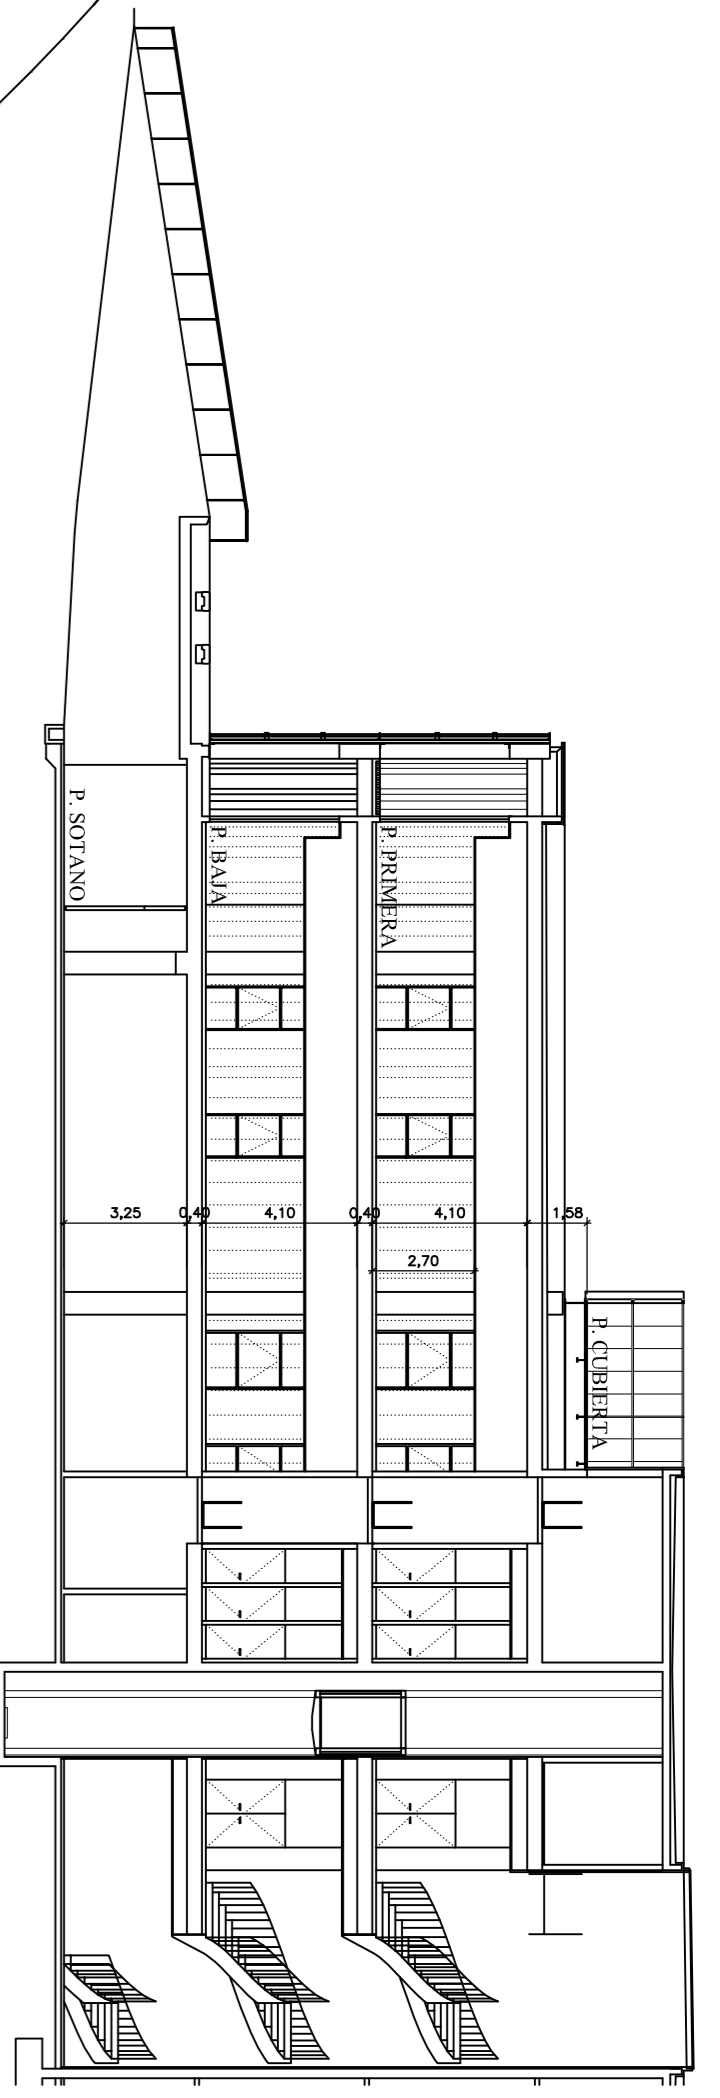 P. SOTANO
P. BAJA
P. PRIMERA
P. CUBIERTA
3,25
0,40
4,10
0,40
4,10
1,58
2,70